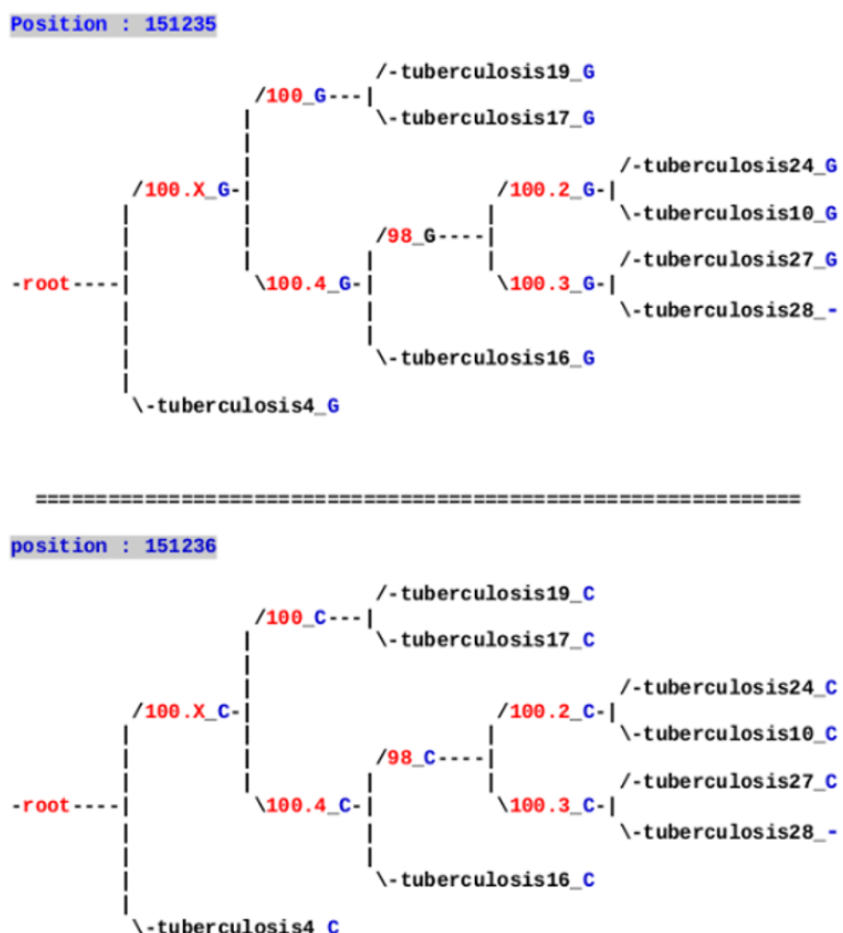 Position : 151235
/-tuberculosis19_G
/100_G---|
\-tuberculosis17_G
/-tuberculosis24_G
/100.X_G-|
/100.2_G-|
\-tuberculosis10_G
/98_G----|
/-tuberculosis27_G
-root----|
\100.4_G-|
\100.3_G-|
\-tuberculosis28_-
\-tuberculosis16_G
\-tuberculosis4_G
================================================================
position : 151236
/-tuberculosis19_C
/100_C---|
\-tuberculosis17_C
/-tuberculosis24_C
/100.X_C-|
/100.2_C-|
\-tuberculosis10_C
/98_C----|
/-tuberculosis27_C
-root----|
\100.4_C-|
\100.3_C-|
\-tuberculosis28_-
\-tuberculosis16_C
\-tuberculosis4_C